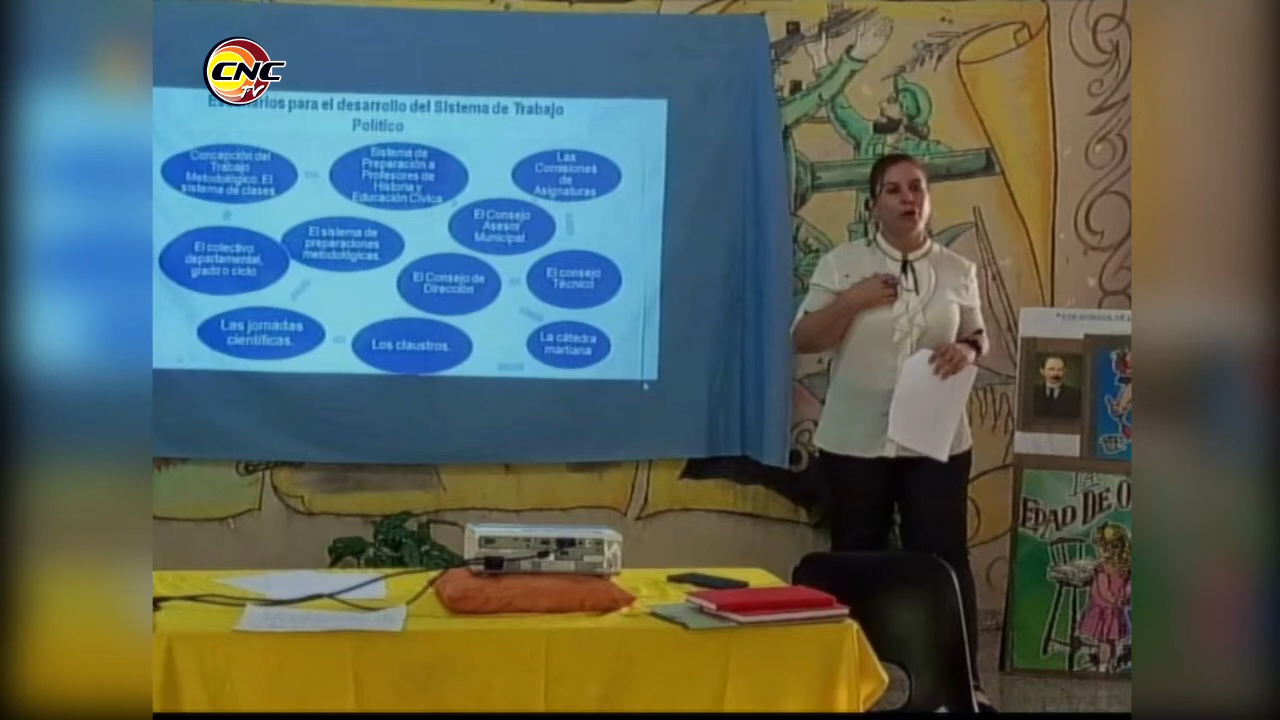 CNC
TV
Escenarios para el desarrollo del Sistema de Trabajo
Político
Concepción del
Trabajo
Metodológico. El
sistema de clases
Sistema de
Preparación a
Profesores de
Historia y
Educación Cívica
Las
Comisiones
de
Asignaturas
El sistema de
preparaciones
metodológicas.
El Consejo
Asesor
Municipal.
El colectivo
departamental,
grado o ciclo
El Consejo de
Dirección
El consejo
Técnico
Las jornadas
científicas.
Los claustros.
La cátedra
martiana
LA
EDAD DE O